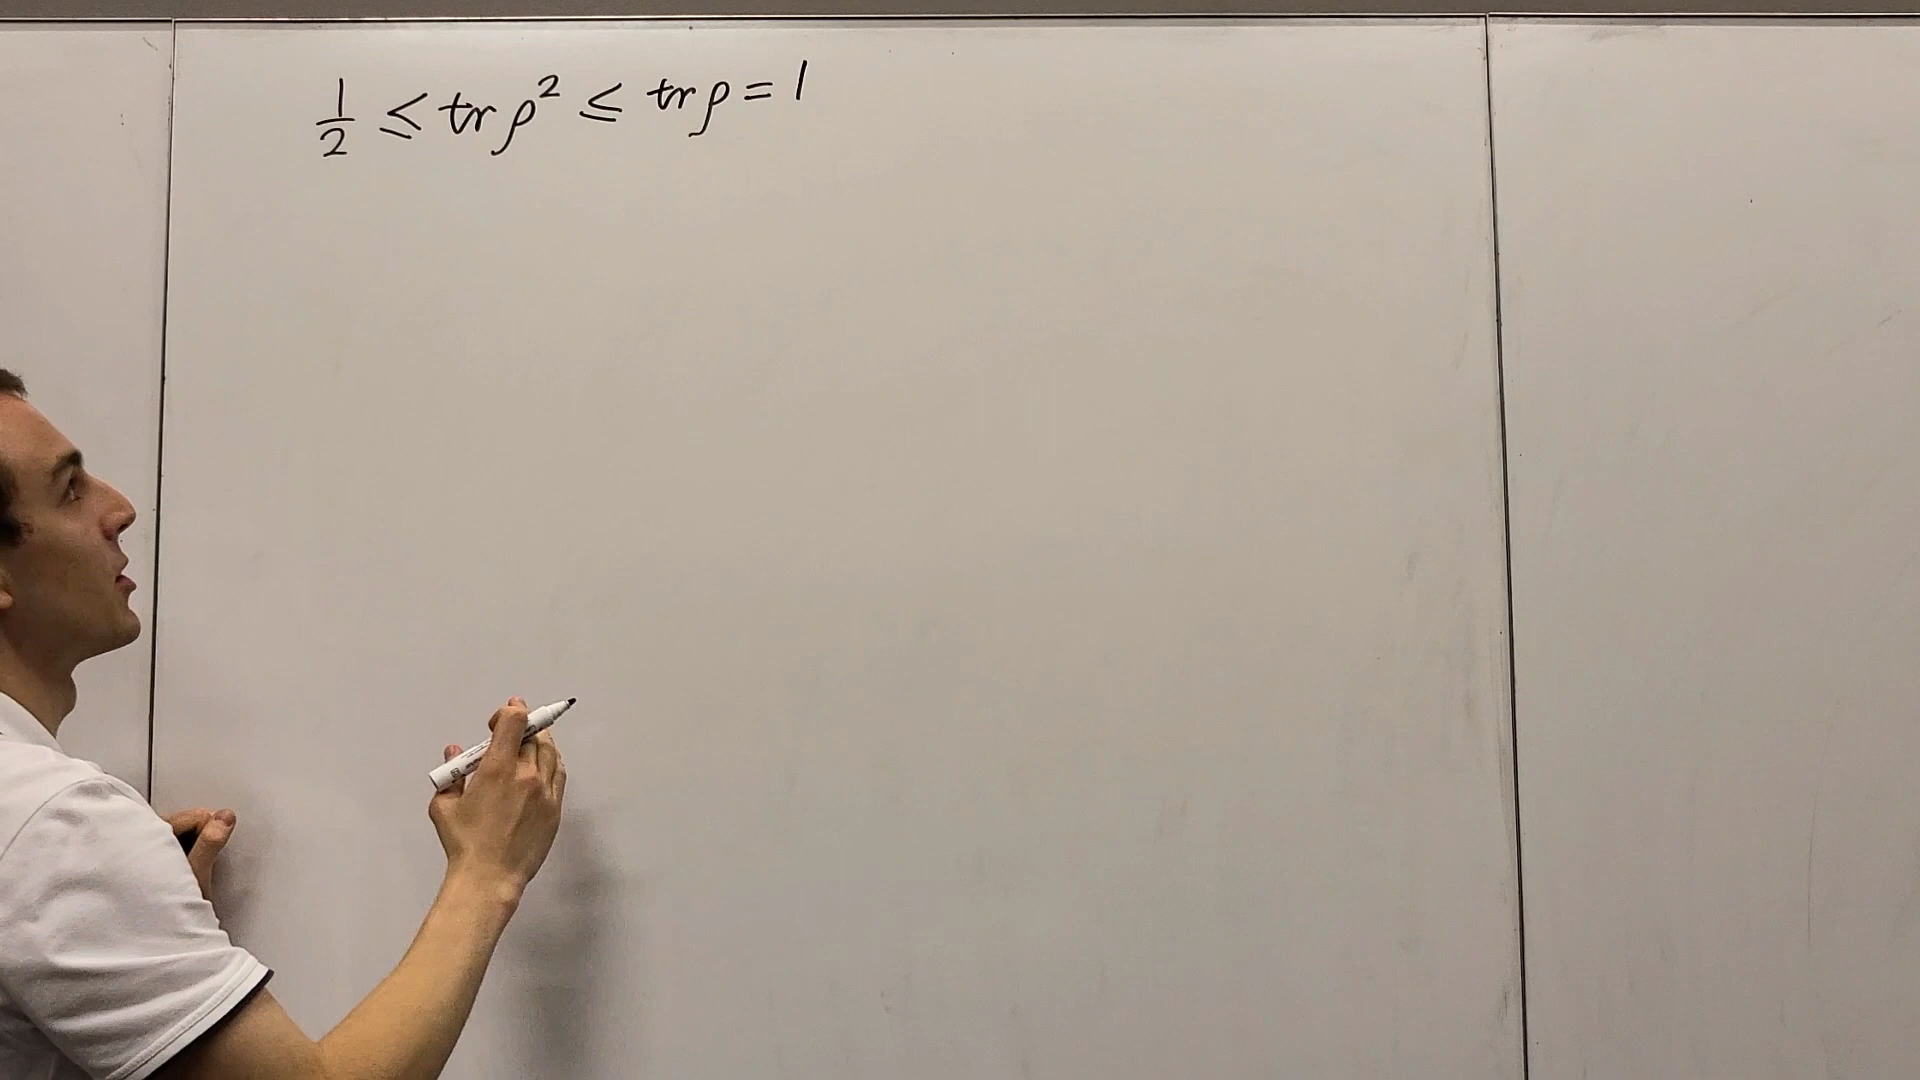 1/2 ≤ tr ρ² ≤ tr ρ = 1